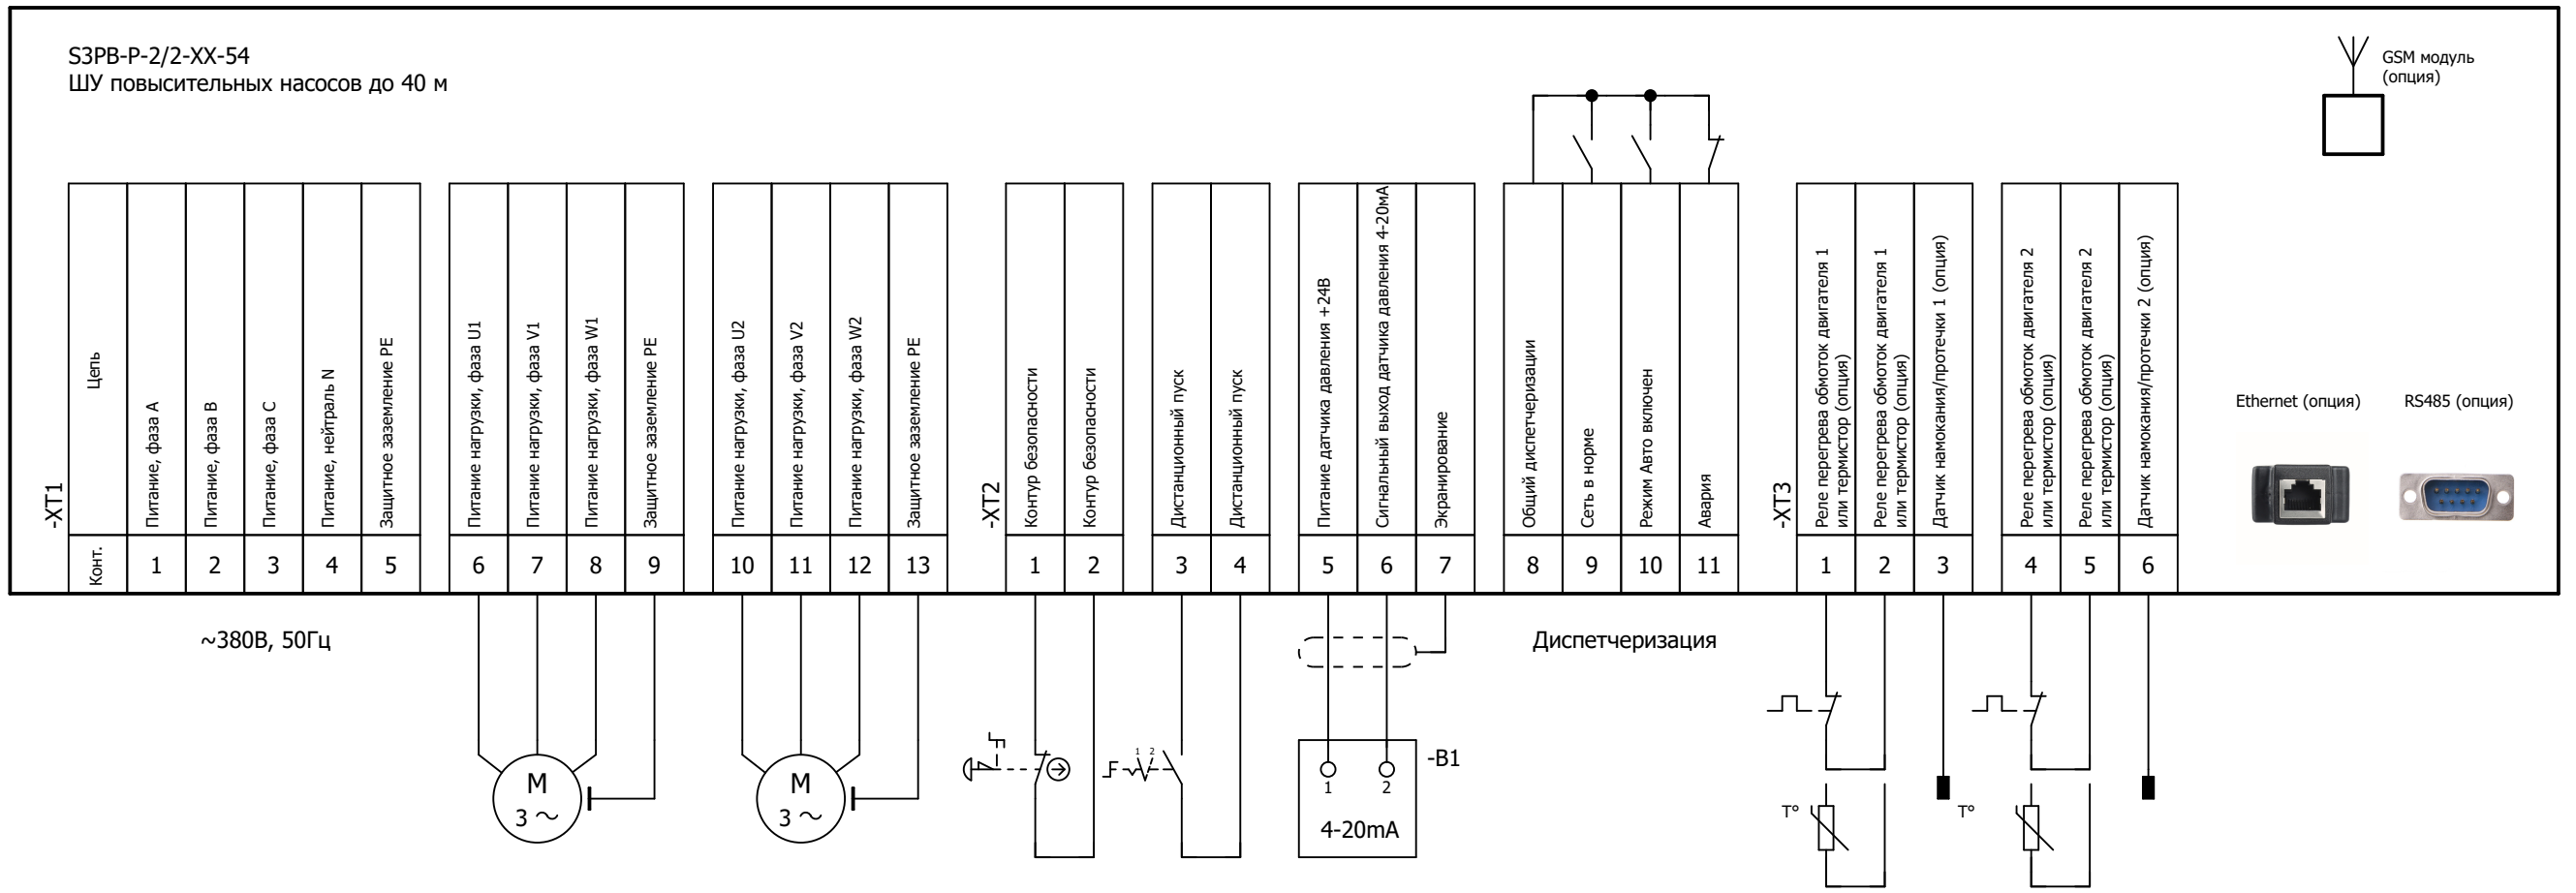 S3PB-P-2/2-XX-54
ШУ повысительных насосов до 40 м
GSM модуль
(опция)
-XT1
Цепь
Питание, фаза A
Питание, фаза B
Питание, фаза C
Питание, нейтраль N
Защитное заземление PE
Питание нагрузки, фаза U1
Питание нагрузки, фаза V1
Питание нагрузки, фаза W1
Защитное заземление PE
Питание нагрузки, фаза U2
Питание нагрузки, фаза V2
Питание нагрузки, фаза W2
Защитное заземление PE
Конт.
1
2
3
4
5
6
7
8
9
10
11
12
13
-XT2
Контур безопасности
Контур безопасности
Дистанционный пуск
Дистанционный пуск
Питание датчика давления +24В
Сигнальный выход датчика давления 4-20мА
Экранирование
Общий диспетчеризации
Сеть в норме
Режим Авто включен
Авария
1
2
3
4
5
6
7
8
9
10
11
-XT3
Реле перегрева обмоток двигателя 1
или термистор (опция)
Реле перегрева обмоток двигателя 1
или термистор (опция)
Датчик намокания/протечки 1 (опция)
Реле перегрева обмоток двигателя 2
или термистор (опция)
Реле перегрева обмоток двигателя 2
или термистор (опция)
Датчик намокания/протечки 2 (опция)
1
2
3
4
5
6
Ethernet (опция)
RS485 (опция)
~380В, 50Гц
Диспетчеризация
M
3 ~
M
3 ~
1 2
-B1
1
2
4-20mA
T°
T°